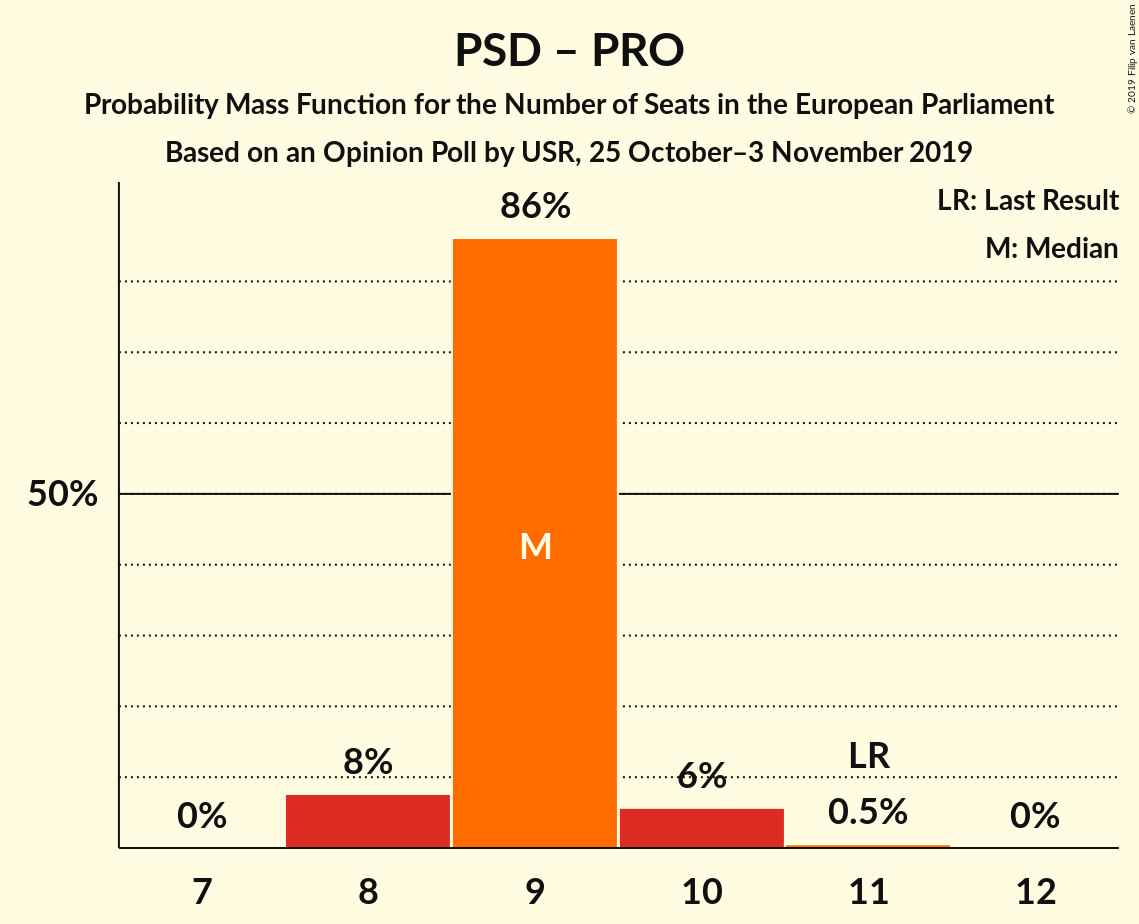 PSD – PRO
Probability Mass Function for the Number of Seats in the European Parliament
Based on an Opinion Poll by USR, 25 October–3 November 2019
© 2019 Filip van Laenen
LR: Last Result
M: Median
86%
50%
M
8%
6%
LR
0%
0.5%
0%
7 8 9 10 11 12